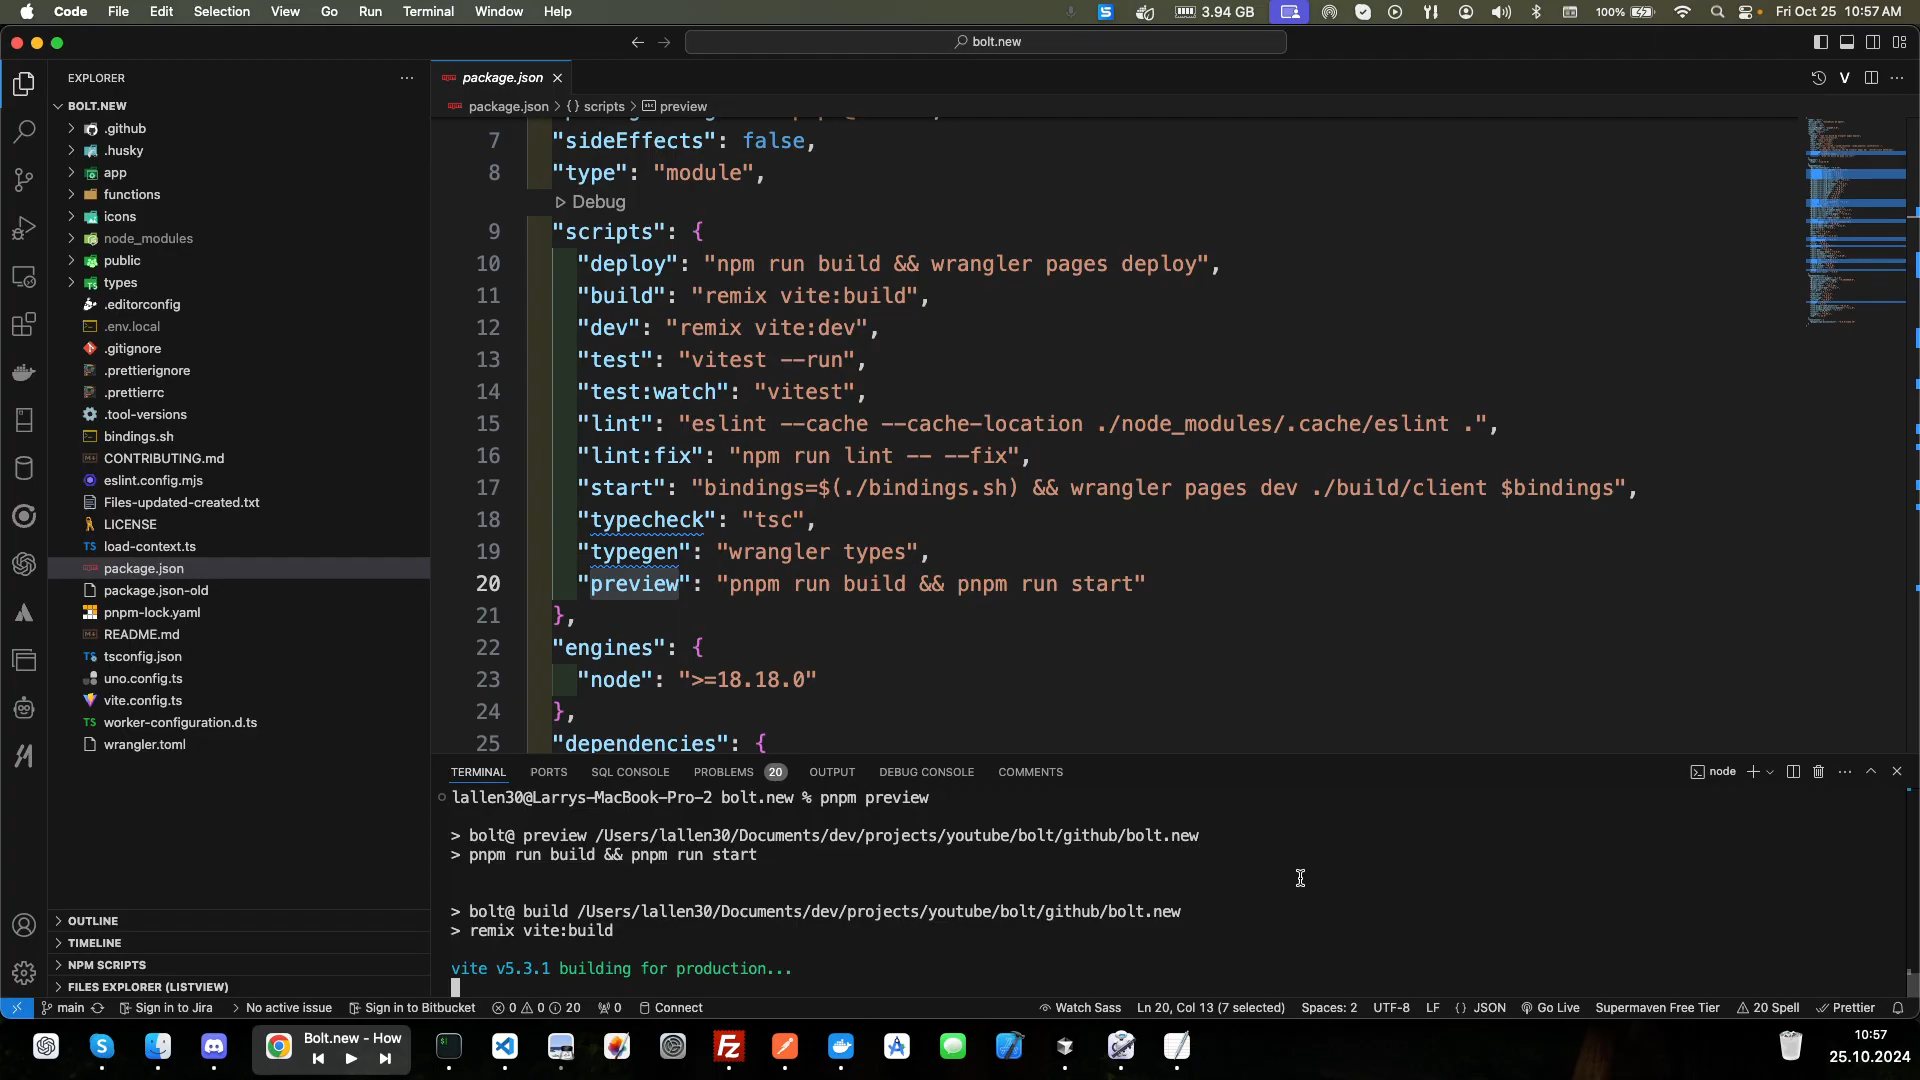 Code File Edit Selection View Go Run Terminal Window Help
3.94 GB 100% Fri Oct 25 10:57 AM
bolt.new
EXPLORER
package.json
BOLT.NEW
package.json > {} scripts > preview
.github
.husky
app
functions
icons
node_modules
public
types
.editorconfig
.env.local
.gitignore
.prettierignore
.prettierrc
.tool-versions
bindings.sh
CONTRIBUTING.md
eslint.config.mjs
Files-updated-created.txt
LICENSE
load-context.ts
package.json
package.json-old
pnpm-lock.yaml
README.md
tsconfig.json
uno.config.ts
vite.config.ts
worker-configuration.d.ts
wrangler.toml
OUTLINE
TIMELINE
NPM SCRIPTS
FILES EXPLORER (LISTVIEW)
7 "sideEffects": false,
8 "type": "module",
Debug
9 "scripts": {
10 "deploy": "npm run build && wrangler pages deploy",
11 "build": "remix vite:build",
12 "dev": "remix vite:dev",
13 "test": "vitest --run",
14 "test:watch": "vitest",
15 "lint": "eslint --cache --cache-location ./node_modules/.cache/eslint .",
16 "lint:fix": "npm run lint -- --fix",
17 "start": "bindings=$(./bindings.sh) && wrangler pages dev ./build/client $bindings",
18 "typecheck": "tsc",
19 "typegen": "wrangler types",
20 "preview": "pnpm run build && pnpm run start"
21 },
22 "engines": {
23 "node": ">=18.18.0"
24 },
25 "dependencies": {
TERMINAL PORTS SQL CONSOLE PROBLEMS 20 OUTPUT DEBUG CONSOLE COMMENTS node
lallen30@Larrys-MacBook-Pro-2 bolt.new % pnpm preview
> bolt@ preview /Users/lallen30/Documents/dev/projects/youtube/bolt/github/bolt.new
> pnpm run build && pnpm run start
> bolt@ build /Users/lallen30/Documents/dev/projects/youtube/bolt/github/bolt.new
> remix vite:build
vite v5.3.1 building for production...
main Sign in to Jira No active issue Sign in to Bitbucket 0 0 20 0 Connect Watch Sass Ln 20, Col 13 (7 selected) Spaces: 2 UTF-8 LF {} JSON Go Live Supermaven Free Tier 20 Spell Prettier
Bolt.new - How
10:57
25.10.2024